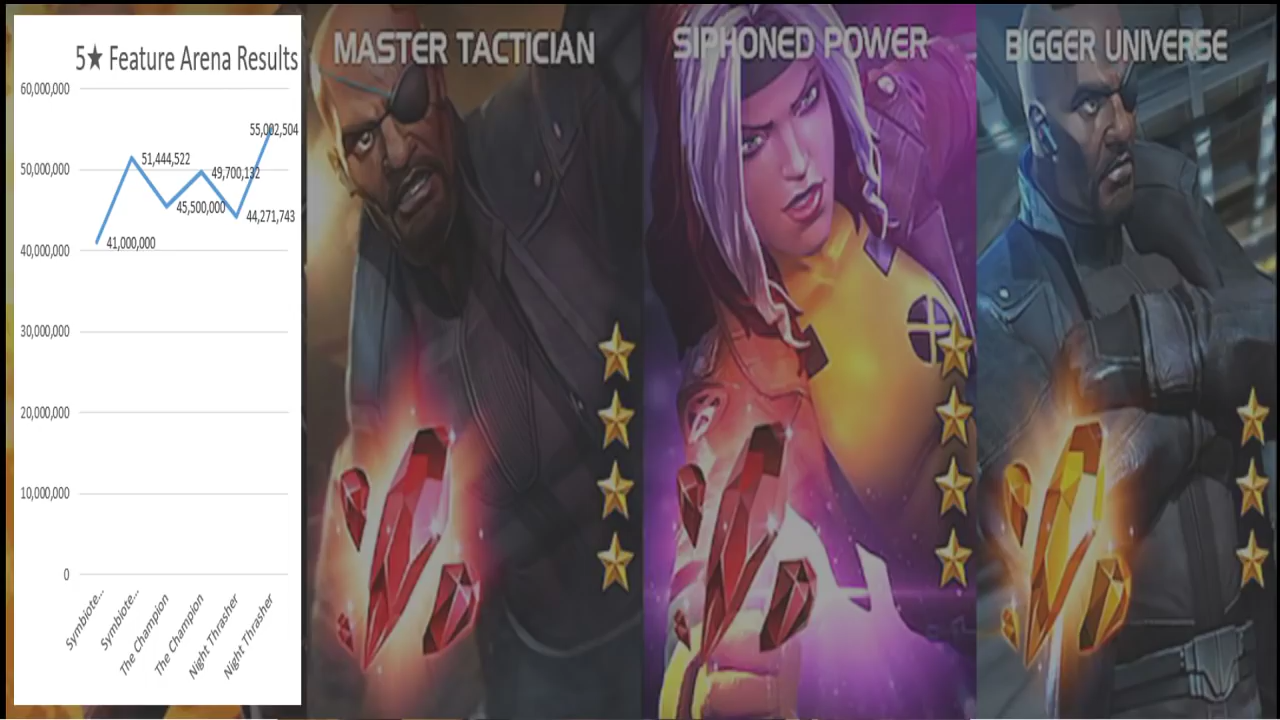 5★ Feature Arena Results
60,000,000
50,000,000
40,000,000
30,000,000
20,000,000
10,000,000
0
41,000,000
51,444,522
45,500,000
49,700,132
44,271,743
55,002,504
Symbiote...
Symbiote...
The Champion
The Champion
Night Thrasher
Night Thrasher
MASTER TACTICIAN
SIPHONED POWER
BIGGER UNIVERSE